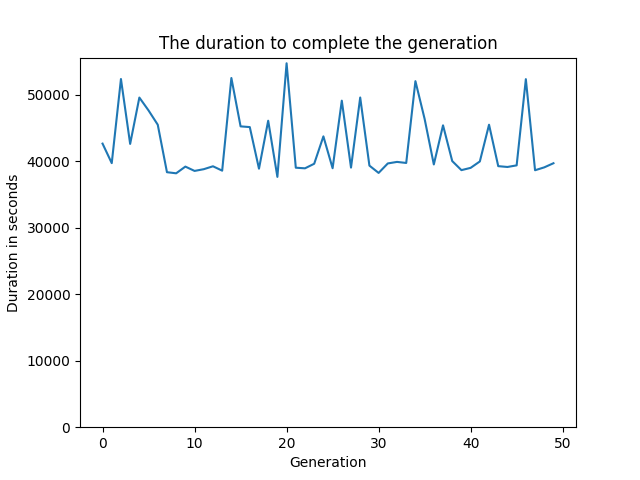 The duration to complete the generation
Duration in seconds
50000
40000
30000
20000
10000
0
0 10 20 30 40 50
Generation